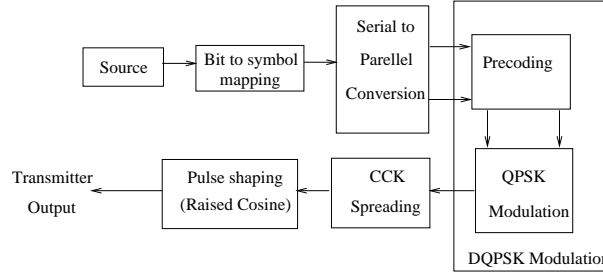 Source
Bit to symbol
mapping
Serial to
Parellel
Conversion
Precoding
QPSK
Modulation
CCK
Spreading
Pulse shaping
(Raised Cosine)
Transmitter
Output
DQPSK Modulation